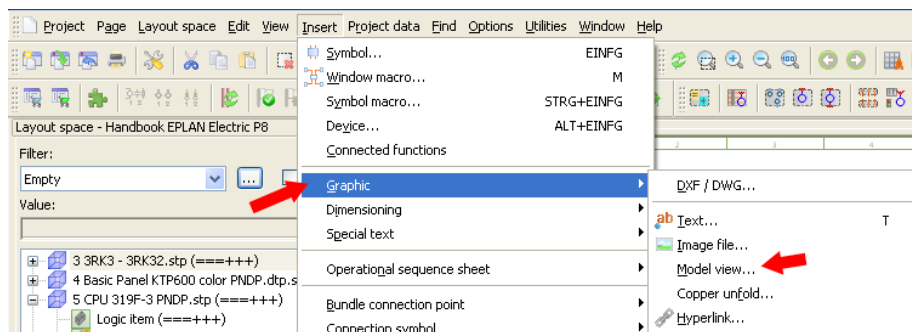 Project Page Layout space Edit View Insert Project data Find Options Utilities Window Help
Symbol... EINFG
Window macro... M
Symbol macro... STRG+EINFG
Device... ALT+EINFG
Connected functions
Graphic
Dimensioning
Special text
Operational sequence sheet
Bundle connection point
Connection symbol
Layout space - Handbook EPLAN Electric P8
Filter:
Empty
...
Value:
3 3RK3 - 3RK32.stp (===+++)
4 Basic Panel KTP600 color PNDP.dtp.s
5 CPU 319F-3 PNDP.stp (===+++)
Logic item (===+++)
2 3 4
DXF / DWG...
ab Text... T
Image file...
Model view...
Copper unfold...
Hyperlink...